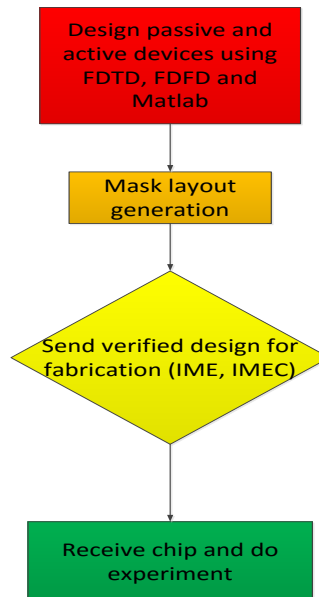 Design passive and
active devices using
FDTD, FDFD and
Matlab
Mask layout
generation
Send verified design for
fabrication (IME, IMEC)
Receive chip and do
experiment